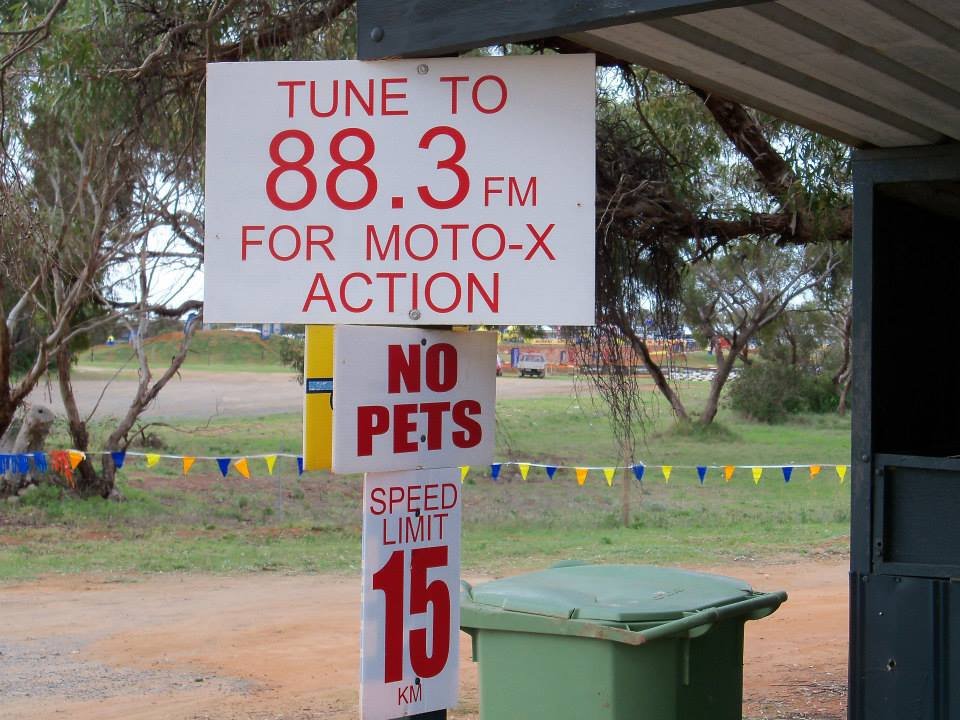 TUNE TO
88.3 FM
FOR MOTO-X
ACTION
NO
PETS
SPEED
LIMIT
15
KM